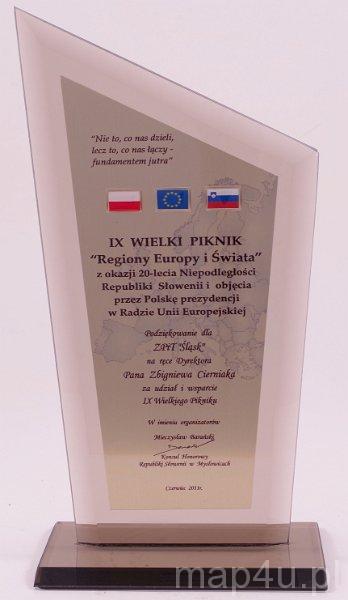 "Nie to, co nas dzieli,
lecz to, co nas łączy -
fundamentem jutra"
IX WIELKI PIKNIK
"Regiony Europy i Świata"
z okazji 20-lecia Niepodległości
Republiki Słowenii i objęcia
przez Polskę prezydencji
w Radzie Unii Europejskiej
Podziękowanie dla
ZPiT "Śląsk"
na ręce Dyrektora
Pana Zbigniewa Cierniaka
za udział i wsparcie
IX Wielkiego Pikniku
W imieniu organizatorów
Mieczysław
Konsul Honorowy
Republiki Słowenii w Mysłowicach
Czerwiec 2011r.
map4u.pl